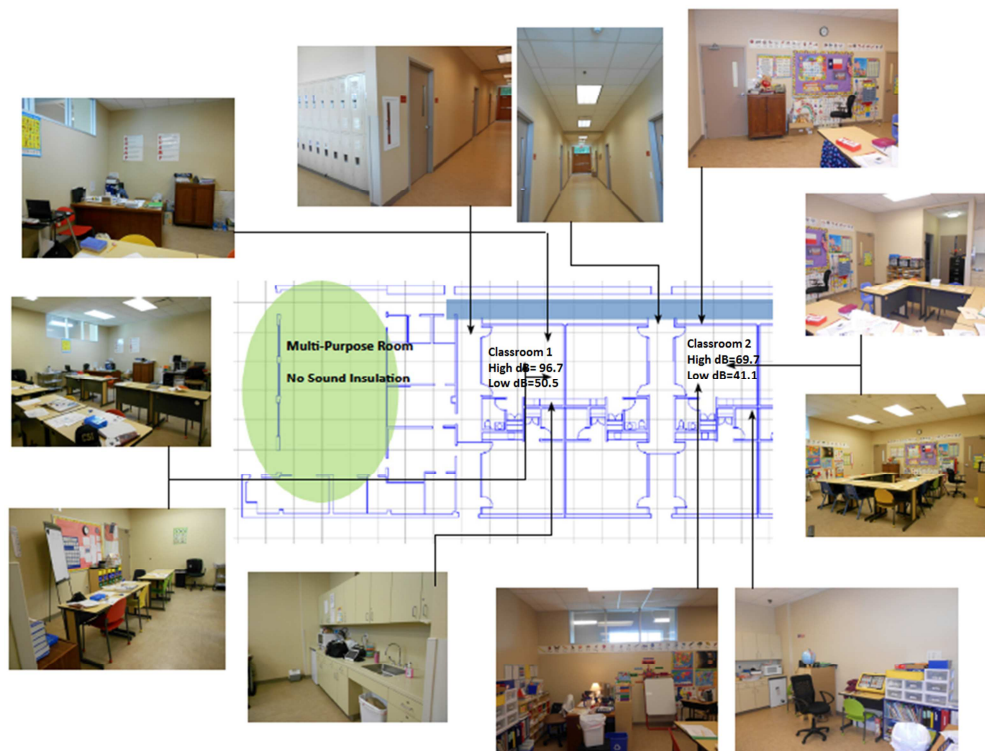 Multi-Purpose Room
No Sound Insulation
Classroom 1
High dB= 96.7
Low dB=50.5
Classroom 2
High dB=69.7
Low dB=41.1